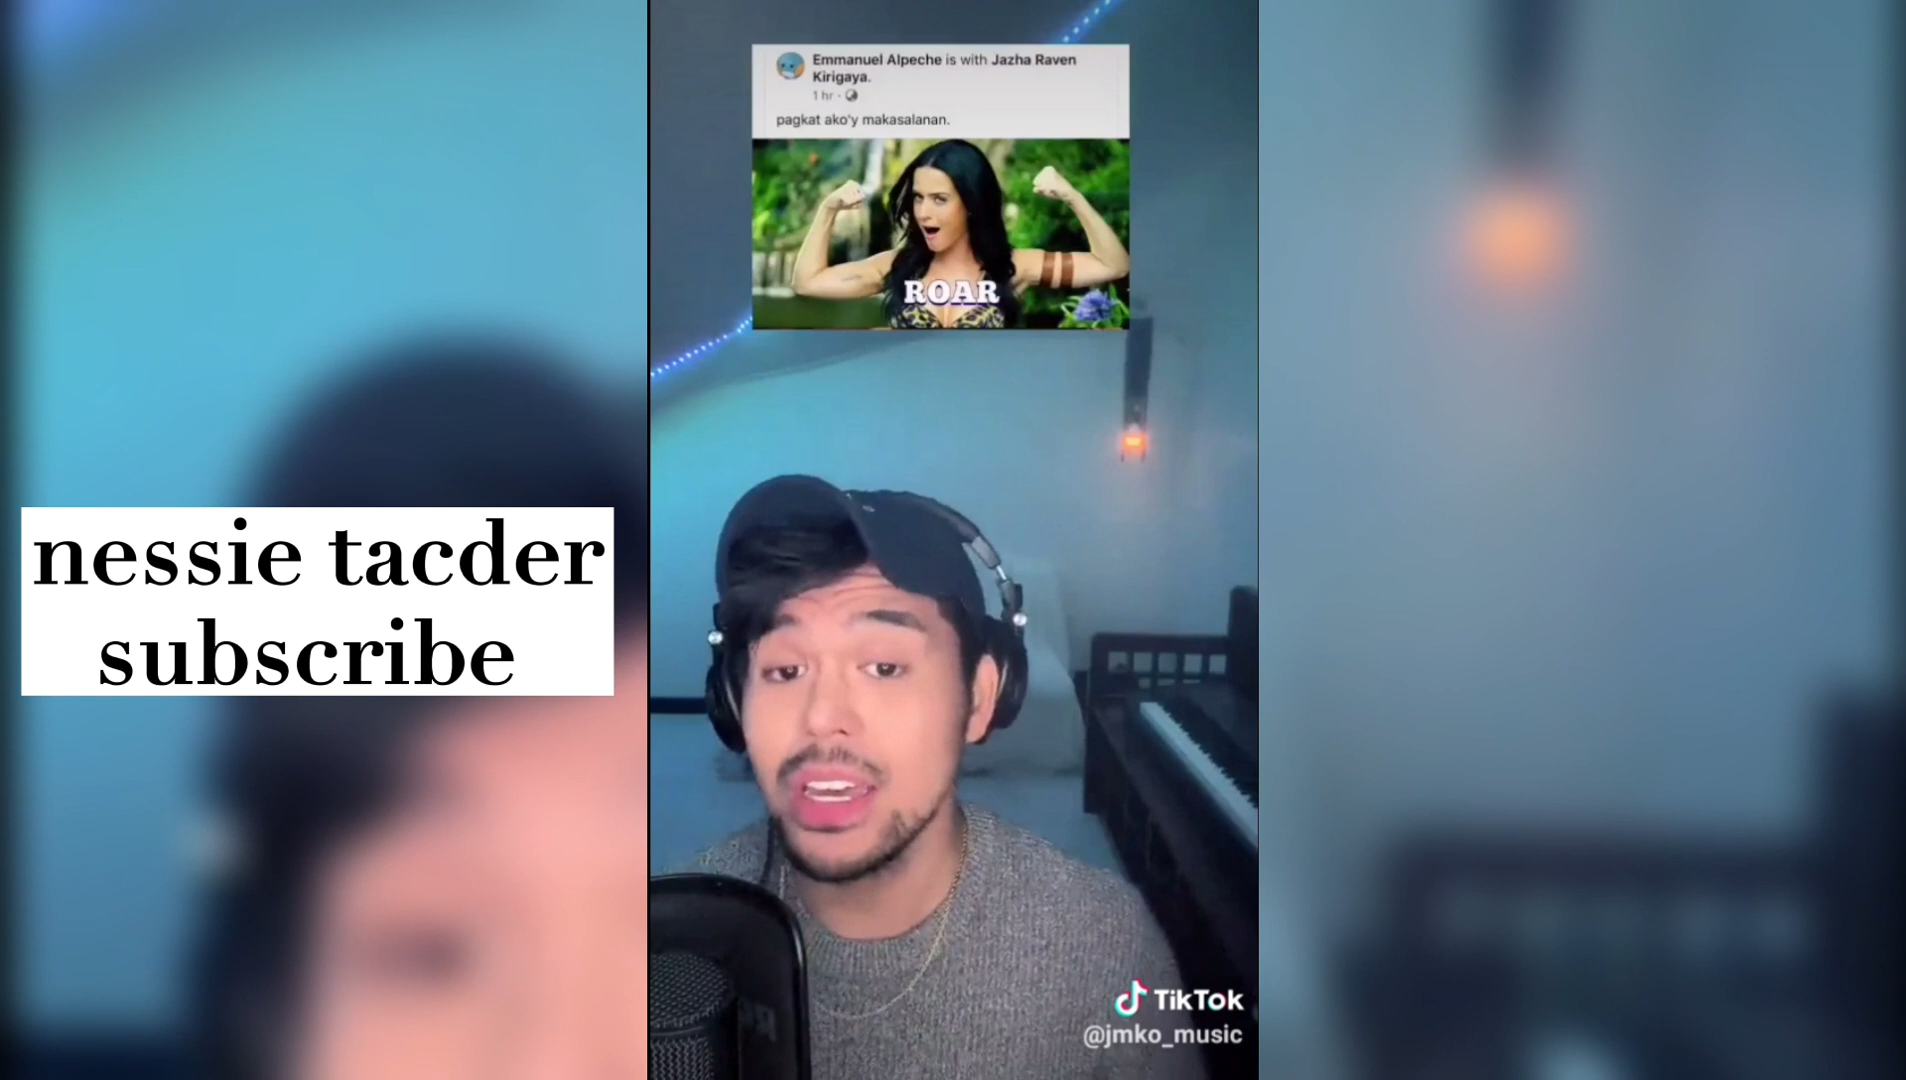 Emmanuel Alpeche is with Jazha Raven
Kirigaya.
1 hr ·
pagkat ako'y makasalanan.
ROAR
nessie tacder
subscribe
TikTok
@jmko_music